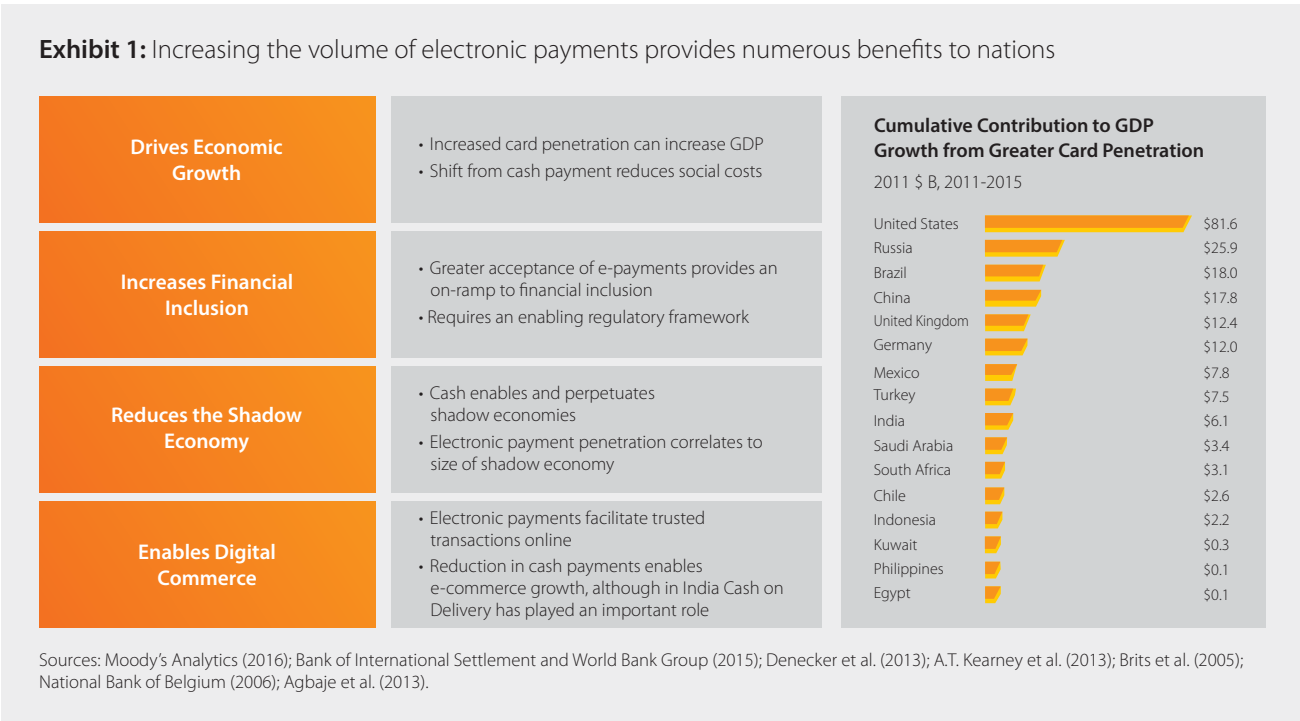 Exhibit 1: Increasing the volume of electronic payments provides numerous benefits to nations
Drives Economic
Growth
• Increased card penetration can increase GDP
• Shift from cash payment reduces social costs
Increases Financial
Inclusion
• Greater acceptance of e-payments provides an
on-ramp to financial inclusion
• Requires an enabling regulatory framework
Reduces the Shadow
Economy
• Cash enables and perpetuates
shadow economies
• Electronic payment penetration correlates to
size of shadow economy
Enables Digital
Commerce
• Electronic payments facilitate trusted
transactions online
• Reduction in cash payments enables
e-commerce growth, although in India Cash on
Delivery has played an important role
Cumulative Contribution to GDP
Growth from Greater Card Penetration
2011 $ B, 2011-2015
United States $81.6
Russia $25.9
Brazil $18.0
China $17.8
United Kingdom $12.4
Germany $12.0
Mexico $7.8
Turkey $7.5
India $6.1
Saudi Arabia $3.4
South Africa $3.1
Chile $2.6
Indonesia $2.2
Kuwait $0.3
Philippines $0.1
Egypt $0.1
Sources: Moody's Analytics (2016); Bank of International Settlement and World Bank Group (2015); Denecker et al. (2013); A.T. Kearney et al. (2013); Brits et al. (2005);
National Bank of Belgium (2006); Agbaje et al. (2013).